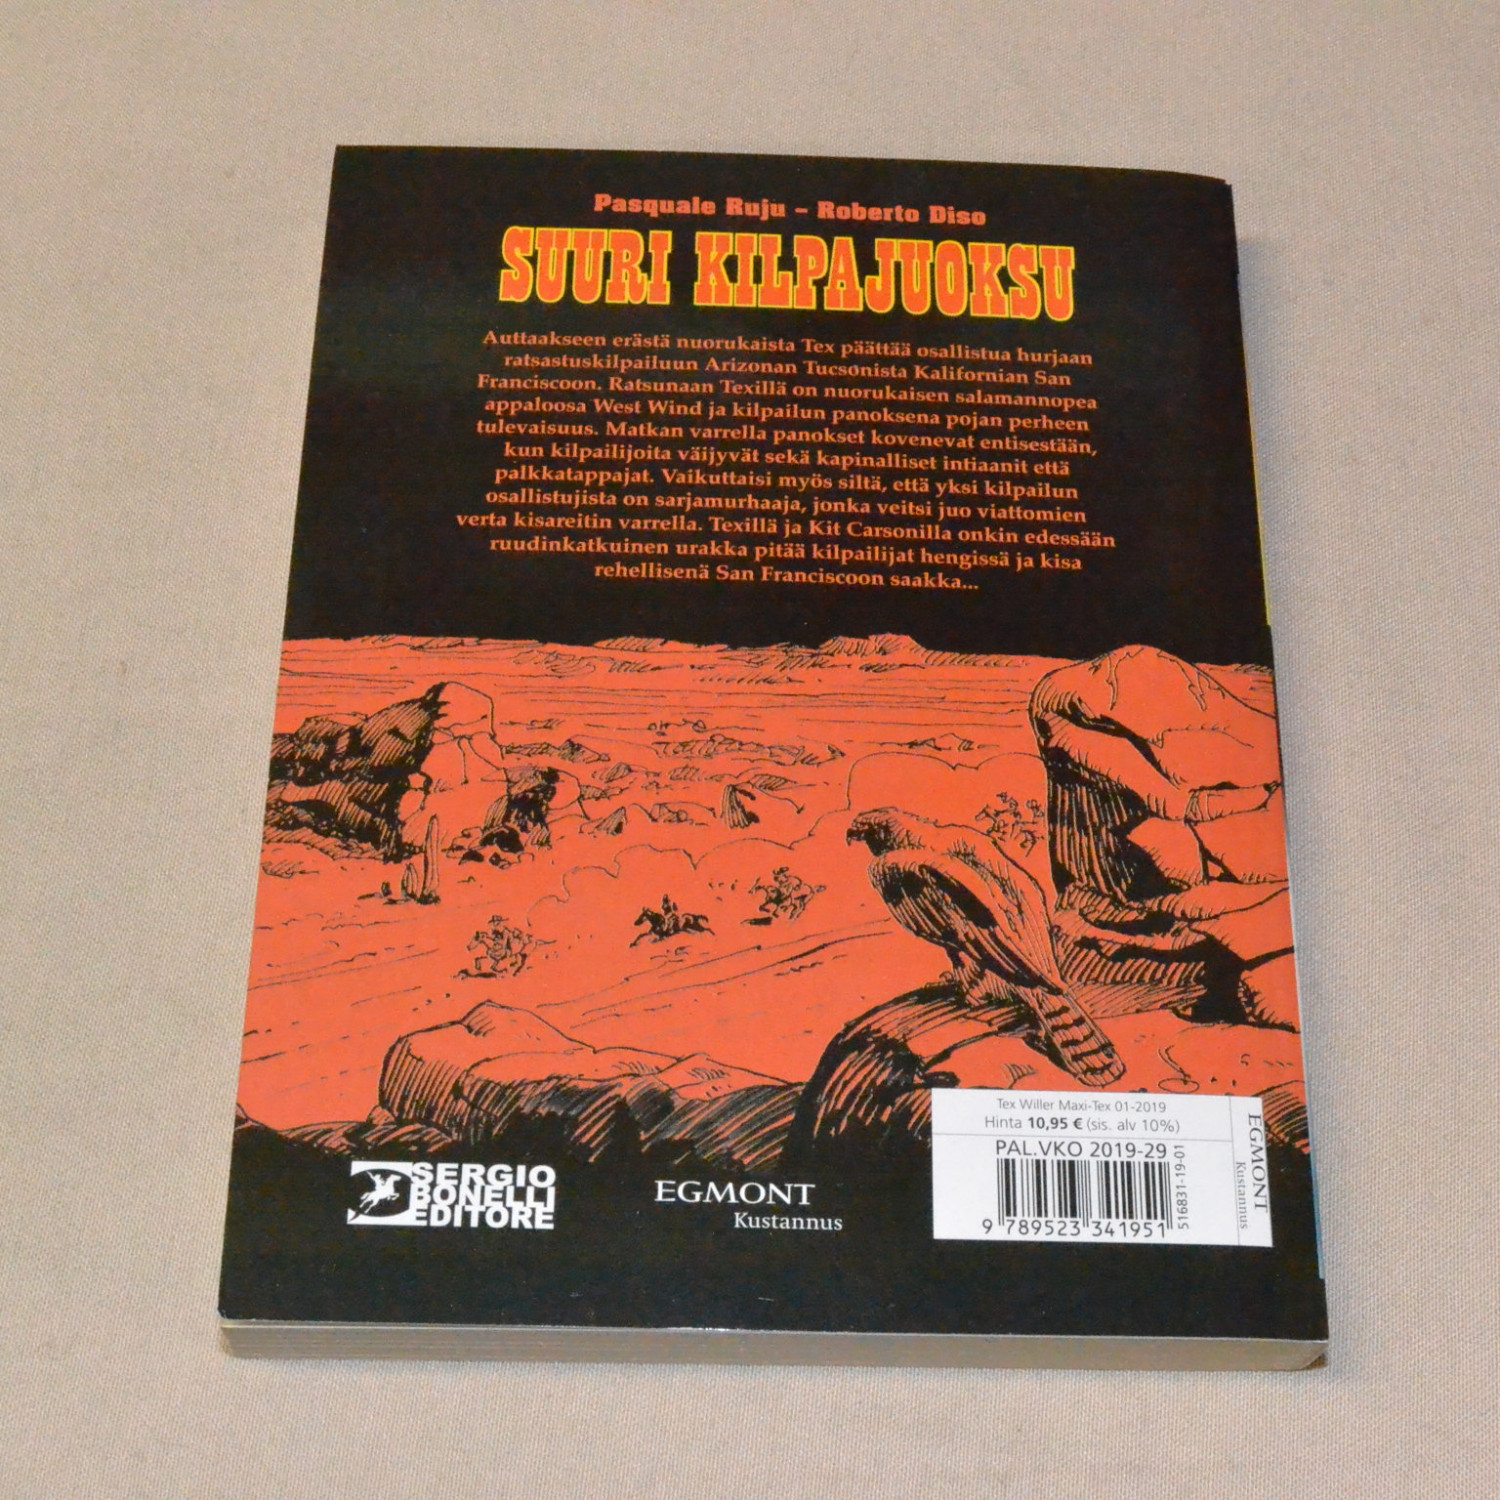 Pasquale Ruju – Roberto Diso
SUURI KILPAJUOKSU
Auttaakseen erästä nuorukaista Tex päättää osallistua hurjaan
ratsastuskilpailuun Arizonan Tucsonista Kalifornian San
Franciscoon. Ratsunaan Texillä on nuorukaisen salamannopea
appaloosa West Wind ja kilpailun panoksena pojan perheen
tulevaisuus. Matkan varrella panokset kovenevat entisestään,
kun kilpailijoita väijyvät sekä kapinalliset intiaanit että
palkkatappajat. Vaikuttaisi myös siltä, että yksi kilpailun
osallistujista on sarjamurhaaja, jonka veitsi juo viattomien
verta kisareitin varrella. Texillä ja Kit Carsonilla onkin edessään
ruudinkatkuinen urakka pitää kilpailijat hengissä ja kisa
rehellisenä San Franciscoon saakka...
SERGIO
BONELLI
EDITORE
EGMONT
Kustannus
Tex Willer Maxi-Tex 01-2019
Hinta 10,95 € (sis. alv 10%)
PAL.VKO 2019-29
9 789523 341951
516831-19-01
EGMONT
Kustannus